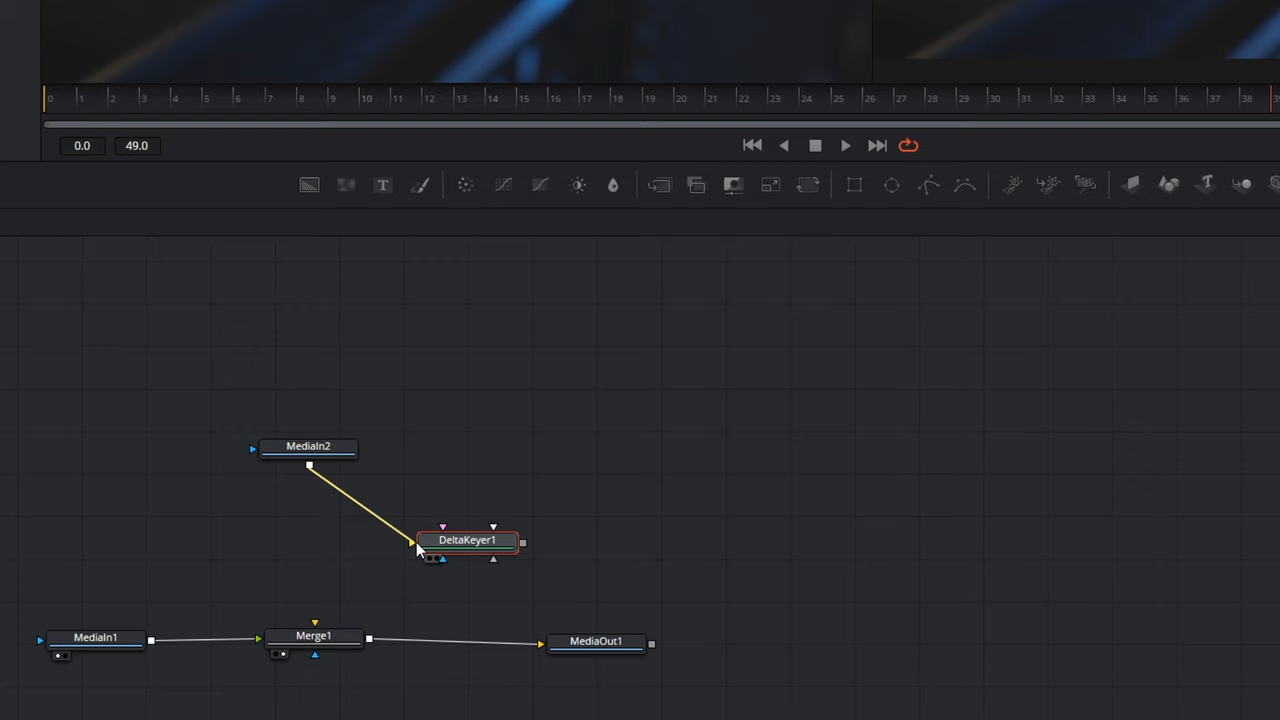 0 1 2 3 4 5 6 7 8 9 10 11 12 13 14 15 16 17 18 19 20 21 22 23 24 25 26 27 28 29 30 31 32 33 34 35 36 37 38
0.0 49.0
T
MediaIn2
DeltaKeyer1
MediaIn1 Merge1 MediaOut1